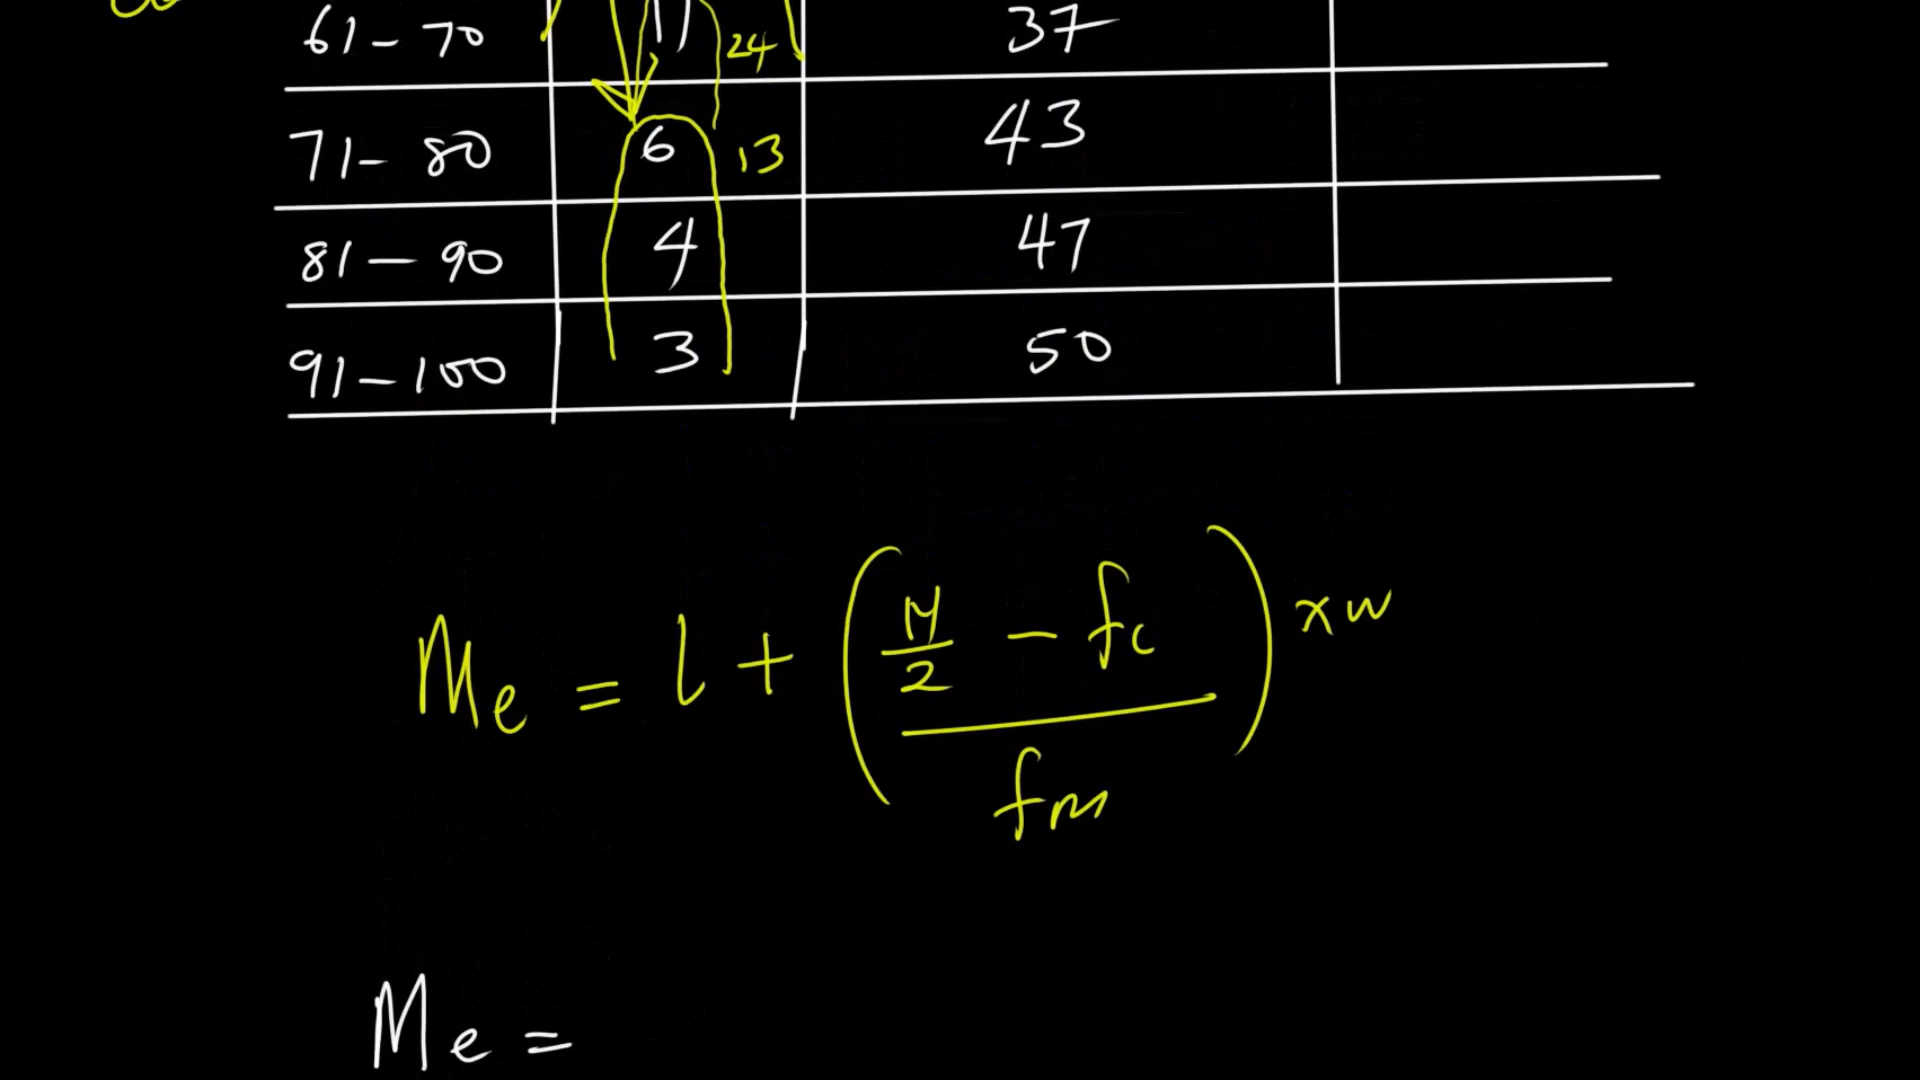 61 – 70 11 24 37
71 – 80 6 13 43
81 – 90 4 47
91 – 100 3 50
Me = l + ( N/2 – fc / fm ) x w
Me =